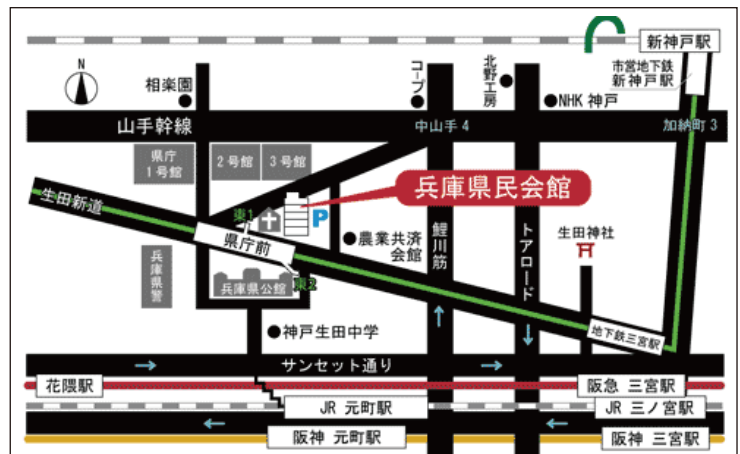 新神戸駅
市営地下鉄
新神戸駅
N
相楽園
コープ
北野工房
NHK 神戸
山手幹線
中山手 4
加納町 3
県庁
1号館
2号館
3号館
兵庫県民会館
生田新道
東1
P
県庁前
農業共済
会館
鯉川筋
トアロード
生田神社
兵庫県警
兵庫県公館
東2
神戸生田中学
地下鉄三宮駅
サンセット通り
花隈駅
阪急 三宮駅
JR 元町駅
JR 三ノ宮駅
阪神 元町駅
阪神 三宮駅